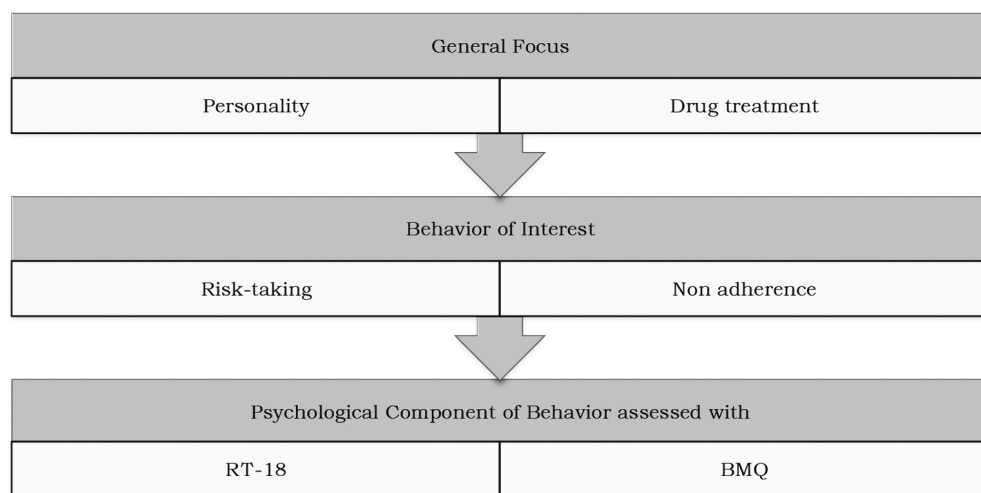 General Focus
Personality
Drug treatment
Behavior of Interest
Risk-taking
Non adherence
Psychological Component of Behavior assessed with
RT-18
BMQ